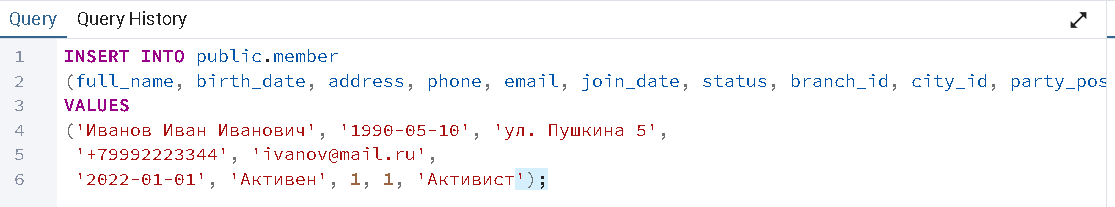 Query Query History
1 INSERT INTO public.member
2 (full_name, birth_date, address, phone, email, join_date, status, branch_id, city_id, party_pos
3 VALUES
4 ('Иванов Иван Иванович', '1990-05-10', 'ул. Пушкина 5',
5 '+79992223344', 'ivanov@mail.ru',
6 '2022-01-01', 'Активен', 1, 1, 'Активист');